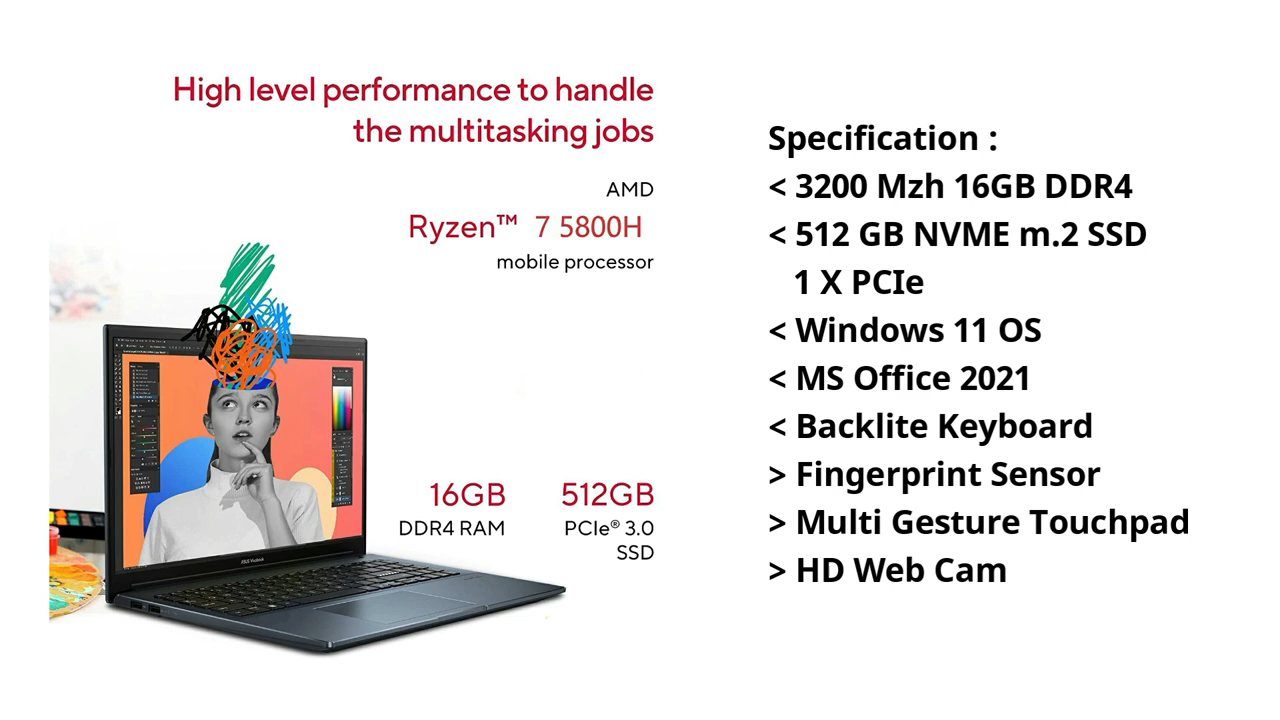 High level performance to handle
the multitasking jobs
AMD
Ryzen™ 7 5800H
mobile processor
16GB
DDR4 RAM
512GB
PCIe® 3.0
SSD
ASUS Vivobook
Specification :
< 3200 Mzh 16GB DDR4
< 512 GB NVME m.2 SSD
1 X PCIe
< Windows 11 OS
< MS Office 2021
< Backlite Keyboard
> Fingerprint Sensor
> Multi Gesture Touchpad
> HD Web Cam